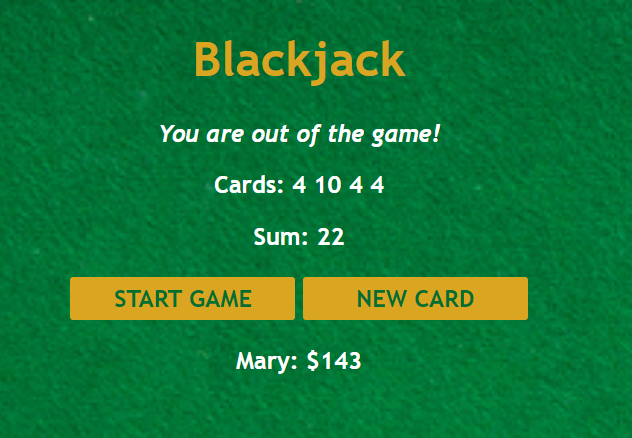 Blackjack
You are out of the game!
Cards: 4 10 4 4
Sum: 22
START GAME NEW CARD
Mary: $143